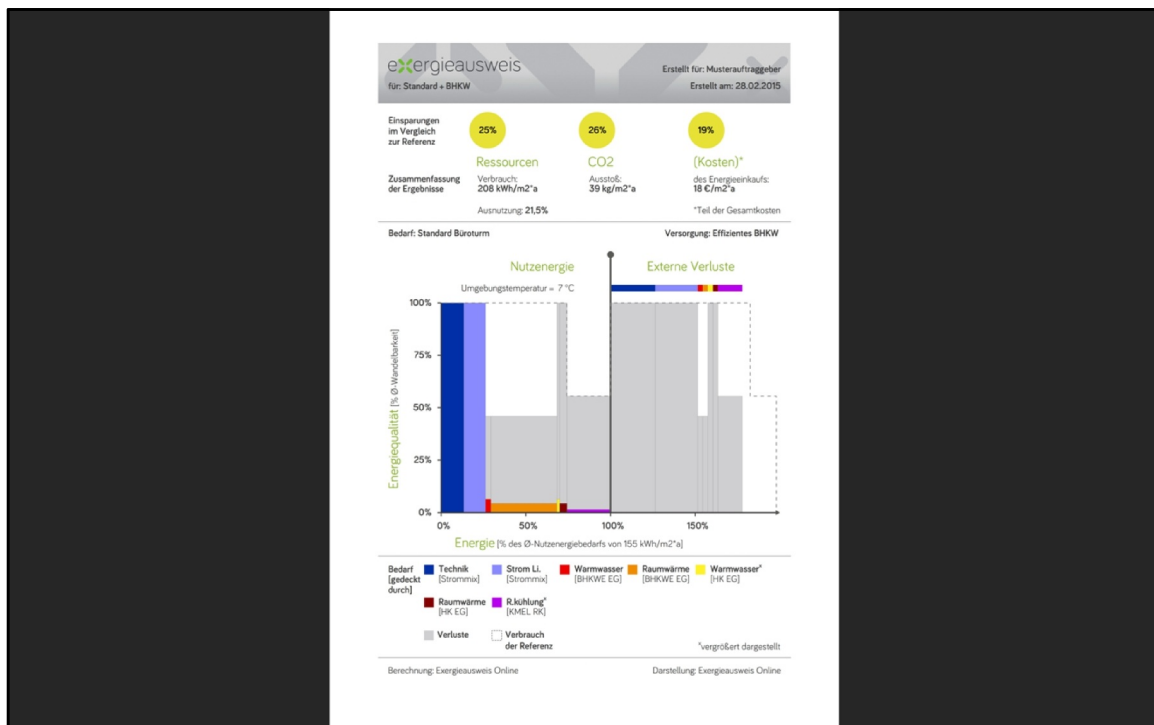 exergieausweis
Erstellt für: Musterauftraggeber
für: Standard + BHKW
Erstellt am: 28.02.2015
Einsparungen
im Vergleich
zur Referenz
25%
26%
19%
Ressourcen
CO2
(Kosten)*
Zusammenfassung
der Ergebnisse
Verbrauch:
208 kWh/m2*a
Ausstoß:
39 kg/m2*a
des Energieeinkaufs:
18 €/m2*a
Ausnutzung: 21,5%
*Teil der Gesamtkosten
Bedarf: Standard Büroturm
Versorgung: Effizientes BHKW
Nutzenergie
Externe Verluste
Umgebungstemperatur = 7 °C
Energiequalität [% Ø-Wandelbarkeit]
100%
75%
50%
25%
0%
0%
50%
100%
150%
Energie [% des Ø-Nutzenergiebedarfs von 155 kWh/m2*a]
Bedarf
[gedeckt
durch]
Technik
[Strommix]
Strom Li.
[Strommix]
Warmwasser
[BHKWE EG]
Raumwärme
[BHKWE EG]
Warmwasser*
[HK EG]
Raumwärme
[HK EG]
R.kühlung*
[KMEL RK]
Verluste
Verbrauch
der Referenz
*vergrößert dargestellt
Berechnung: Exergieausweis Online
Darstellung: Exergieausweis Online